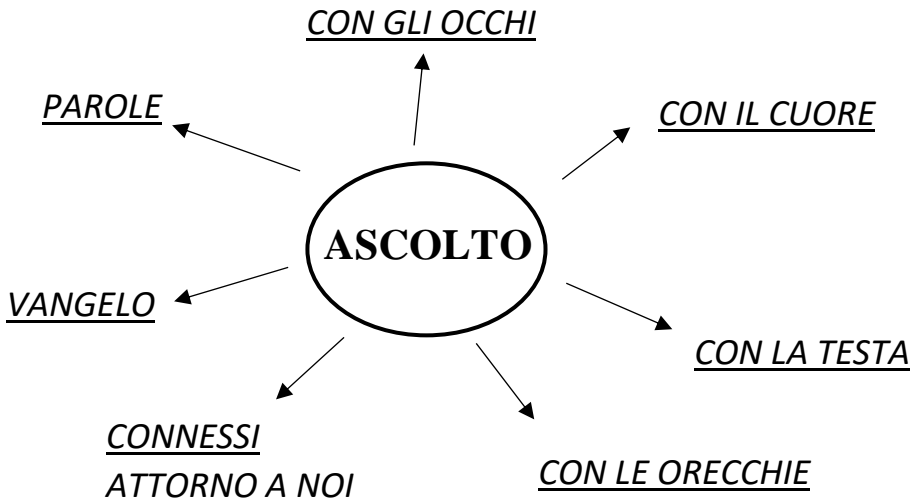 CON GLI OCCHI
PAROLE
CON IL CUORE
ASCOLTO
VANGELO
CON LA TESTA
CONNESSI
ATTORNO A NOI
CON LE ORECCHIE